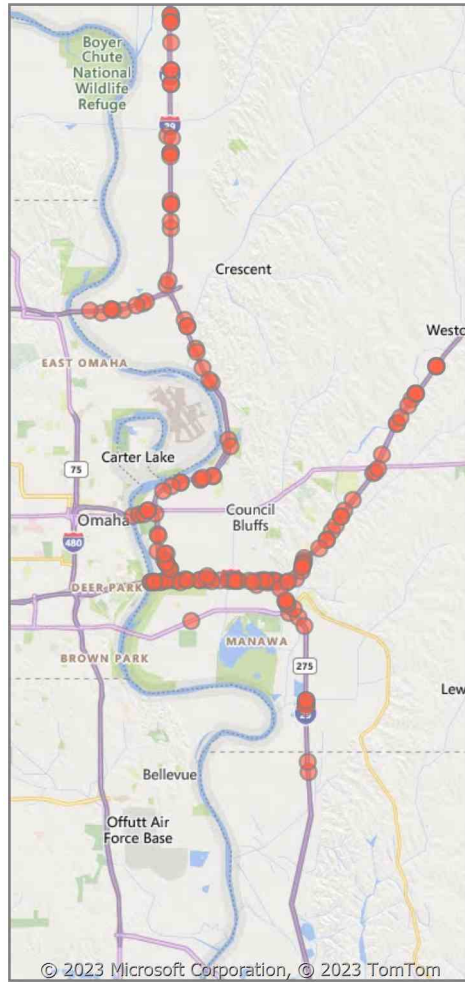 Boyer
Chute
National
Wildlife
Refuge
29
Crescent
Westo
EAST OMAHA
Carter Lake
75
Omaha
Council
Bluffs
480
DEER PARK
MANAWA
BROWN PARK
275
Lew
29
Bellevue
Offutt Air
Force Base
© 2023 Microsoft Corporation, © 2023 TomTom